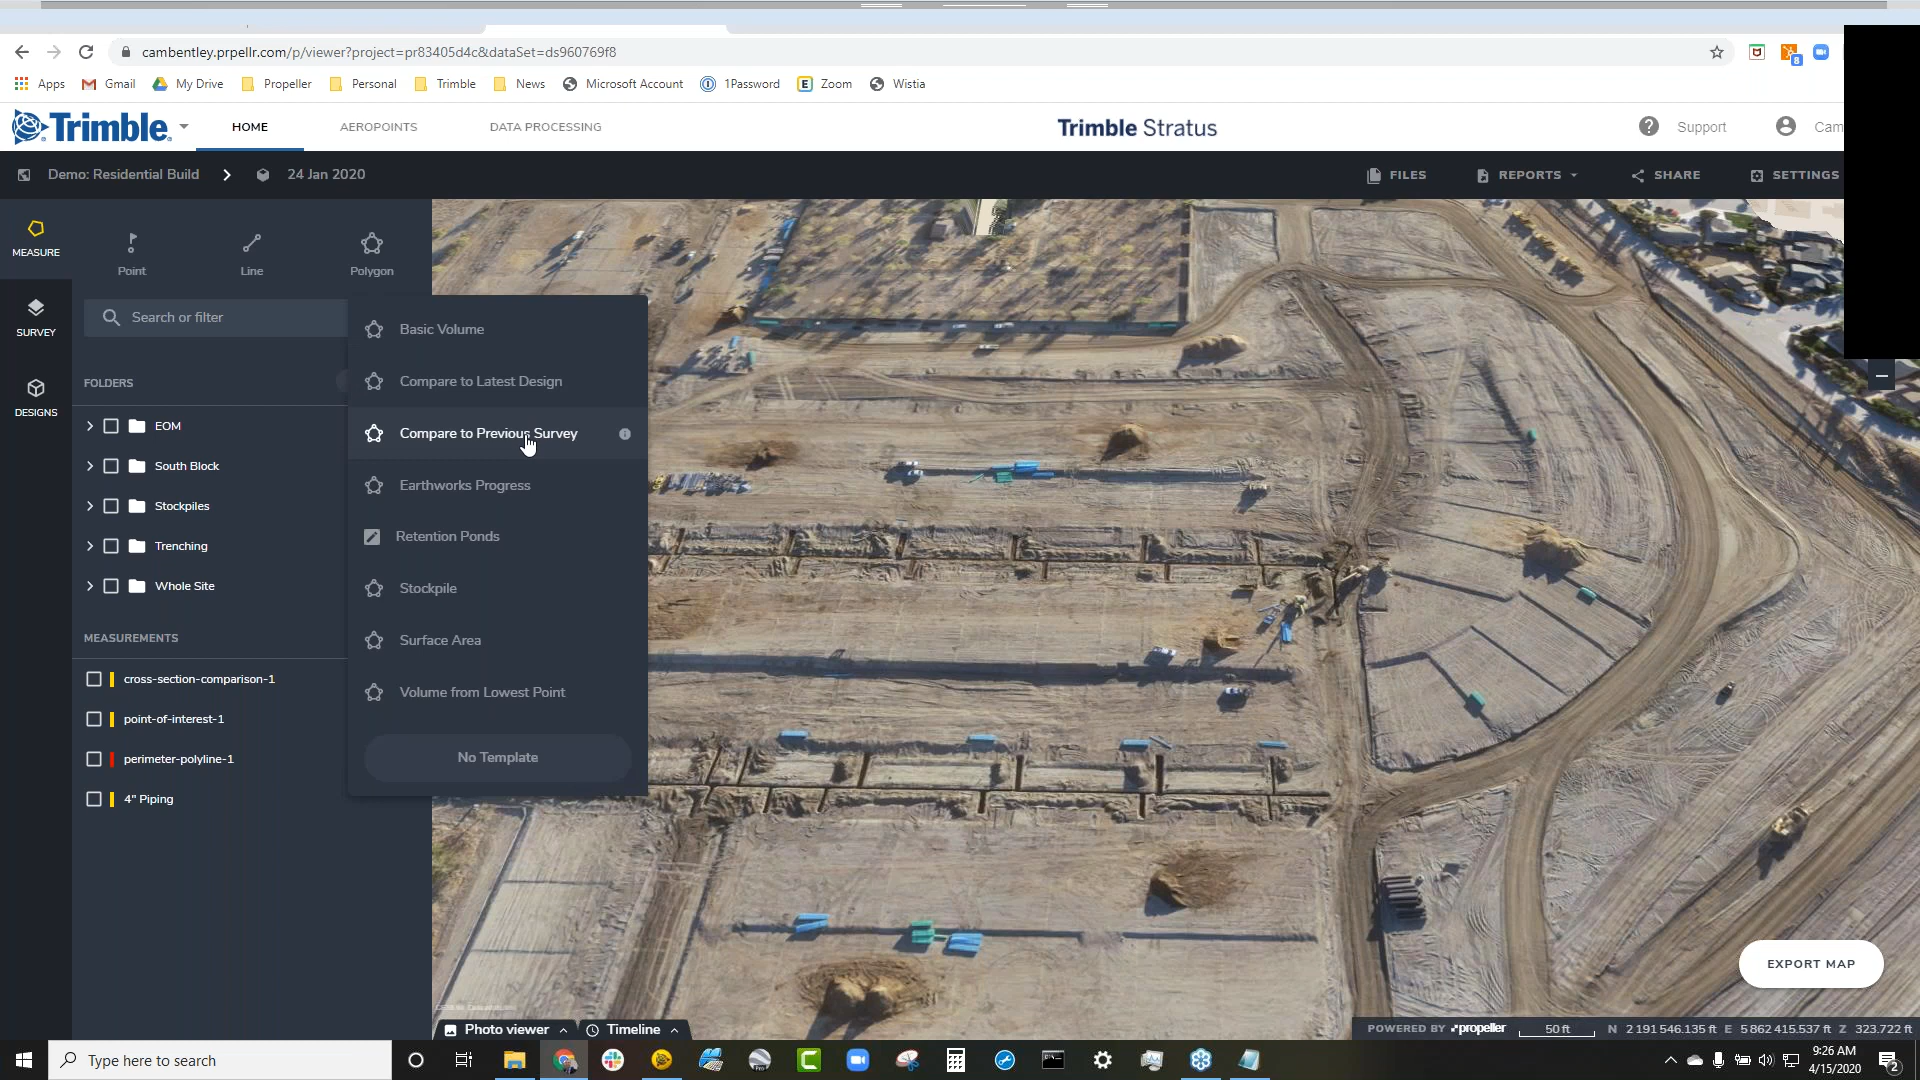 cambentley.prpellr.com/p/viewer?project=pr83405d4c&dataSet=ds960769f8
8
Apps Gmail My Drive Propeller Personal Trimble News Microsoft Account 1Password Zoom Wistia
Trimble HOME AEROPOINTS DATA PROCESSING Trimble Stratus Support Cam
Demo: Residential Build 24 Jan 2020 FILES REPORTS SHARE SETTINGS
MEASURE
Point Line Polygon
Search or filter
SURVEY
DESIGNS
FOLDERS
EOM
South Block
Stockpiles
Trenching
Whole Site
MEASUREMENTS
cross-section-comparison-1
point-of-interest-1
perimeter-polyline-1
4" Piping
Basic Volume
Compare to Latest Design
Compare to Previous Survey
Earthworks Progress
Retention Ponds
Stockpile
Surface Area
Volume from Lowest Point
No Template
EXPORT MAP
Photo viewer Timeline
POWERED BY propeller 50 ft N 2 191 546.135 ft E 5 862 415.537 ft Z 323.722 ft
Type here to search
9:26 AM
4/15/2020
2